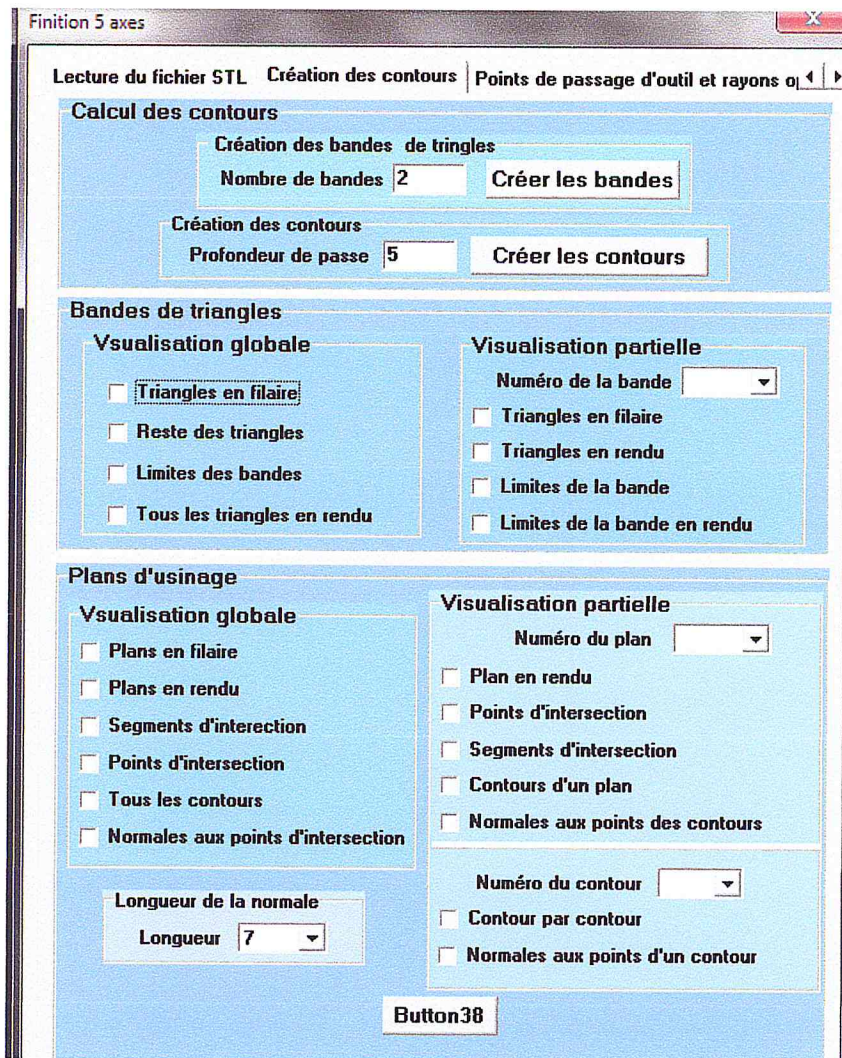 Finition 5 axes
Lecture du fichier STL Création des contours Points de passage d'outil et rayons
Calcul des contours
Création des bandes de tringles
Nombre de bandes 2 Créer les bandes
Création des contours
Profondeur de passe 5 Créer les contours
Bandes de triangles
Vsualisation globale
Triangles en filaire
Reste des triangles
Limites des bandes
Tous les triangles en rendu
Visualisation partielle
Numéro de la bande
Triangles en filaire
Triangles en rendu
Limites de la bande
Limites de la bande en rendu
Plans d'usinage
Vsualisation globale
Plans en filaire
Plans en rendu
Segments d'interection
Points d'intersection
Tous les contours
Normales aux points d'intersection
Longueur de la normale
Longueur 7
Visualisation partielle
Numéro du plan
Plan en rendu
Points d'intersection
Segments d'intersection
Contours d'un plan
Normales aux points des contours
Numéro du contour
Contour par contour
Normales aux points d'un contour
Button38